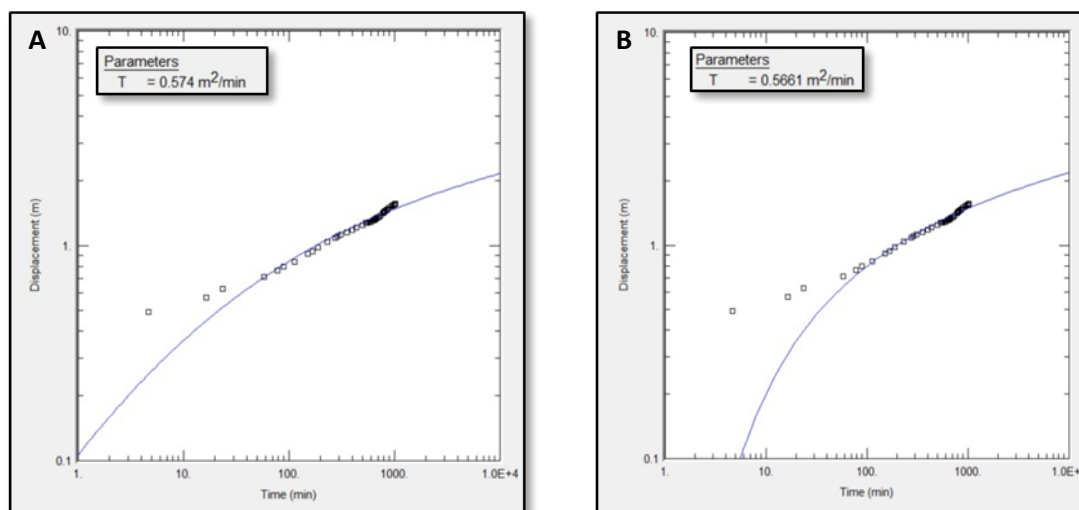 A
Parameters
T = 0.574 m²/min
10.
1.
0.1
Displacement (m)
1. 10. 100. 1000. 1.0E+4
Time (min)
B
Parameters
T = 0.5661 m²/min
10.
1.
0.1
Displacement (m)
1. 10. 100. 1000. 1.0E+4
Time (min)